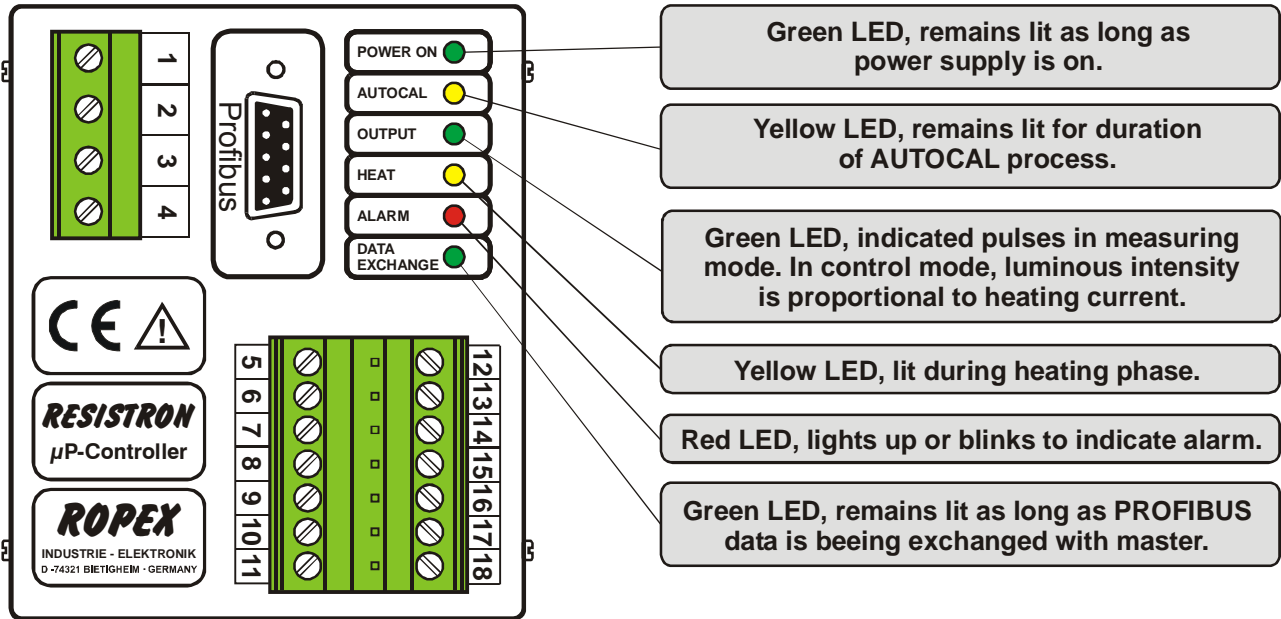 1
2
3
4
Profibus
POWER ON
AUTOCAL
OUTPUT
HEAT
ALARM
DATA
EXCHANGE
Green LED, remains lit as long as
power supply is on.
Yellow LED, remains lit for duration
of AUTOCAL process.
Green LED, indicated pulses in measuring
mode. In control mode, luminous intensity
is proportional to heating current.
Yellow LED, lit during heating phase.
Red LED, lights up or blinks to indicate alarm.
Green LED, remains lit as long as PROFIBUS
data is beeing exchanged with master.
CE
!
RESISTRON
µP-Controller
ROPEX
INDUSTRIE - ELEKTRONIK
D -74321 BIETIGHEIM - GERMANY
5
6
7
8
9
10
11
12
13
14
15
16
17
18